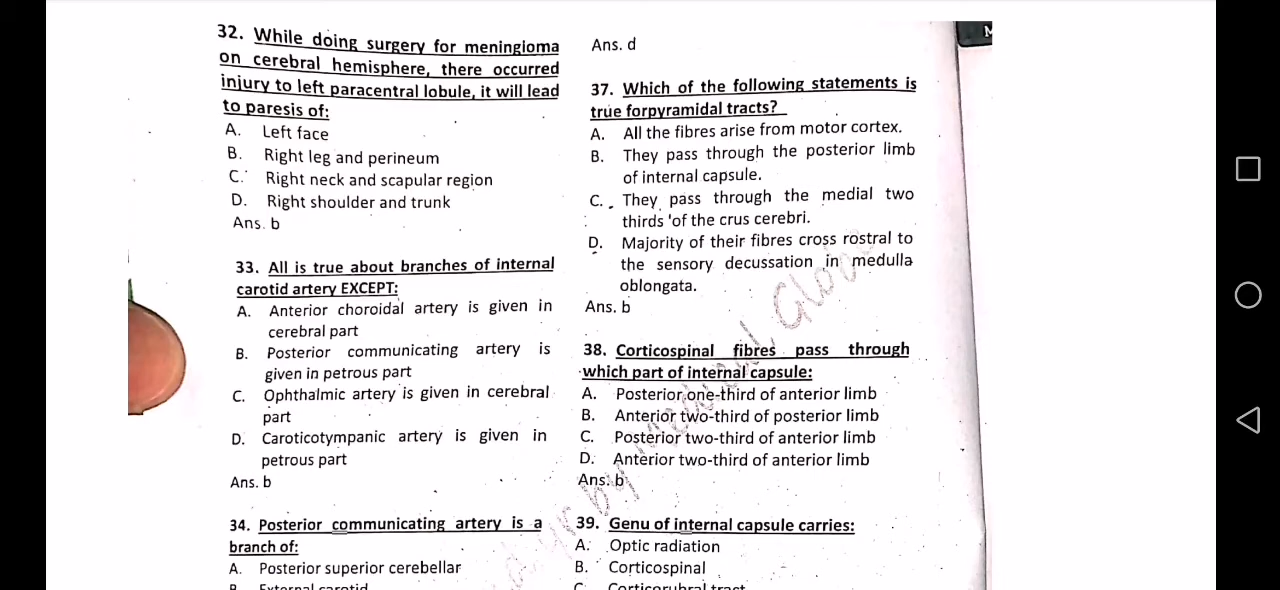 32. While doing surgery for meningioma
on cerebral hemisphere, there occurred
injury to left paracentral lobule, it will lead
to paresis of:
A. Left face
B. Right leg and perineum
C. Right neck and scapular region
D. Right shoulder and trunk
Ans. b
33. All is true about branches of internal
carotid artery EXCEPT:
A. Anterior choroidal artery is given in
cerebral part
B. Posterior communicating artery is
given in petrous part
C. Ophthalmic artery is given in cerebral
part
D. Caroticotympanic artery is given in
petrous part
Ans. b
34. Posterior communicating artery is a
branch of:
A. Posterior superior cerebellar
B. External carotid
Ans. d
37. Which of the following statements is
true forpyramidal tracts?
A. All the fibres arise from motor cortex.
B. They pass through the posterior limb
of internal capsule.
C. They pass through the medial two
thirds 'of the crus cerebri.
D. Majority of their fibres cross rostral to
the sensory decussation in medulla
oblongata.
Ans. b
38. Corticospinal fibres pass through
which part of internal capsule:
A. Posterior one-third of anterior limb
B. Anterior two-third of posterior limb
C. Posterior two-third of anterior limb
D. Anterior two-third of anterior limb
Ans. b
39. Genu of internal capsule carries:
A. Optic radiation
B. Corticospinal
C. Corticorubral tract
M